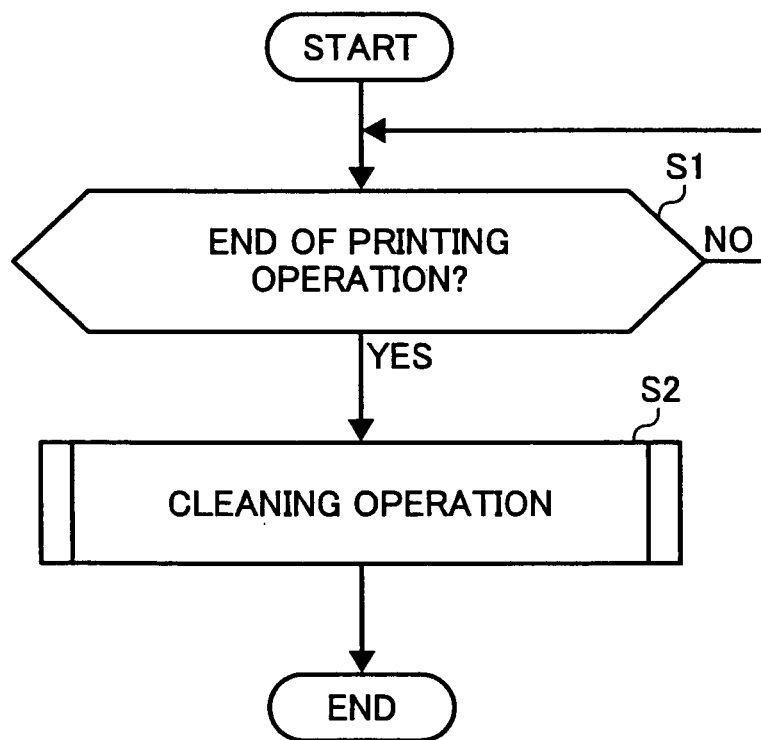 START
S1
END OF PRINTING
OPERATION?
NO
YES
S2
CLEANING OPERATION
END